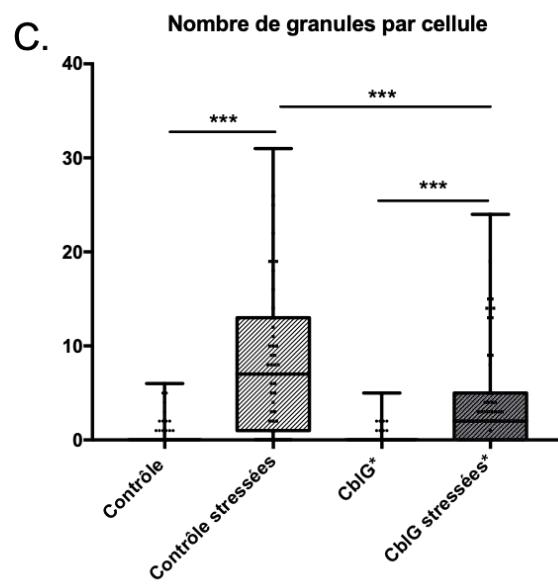 C.
Nombre de granules par cellule
40
30
20
10
0
***
***
***
Contrôle
Contrôle stressées
CblG*
CblG stressées*